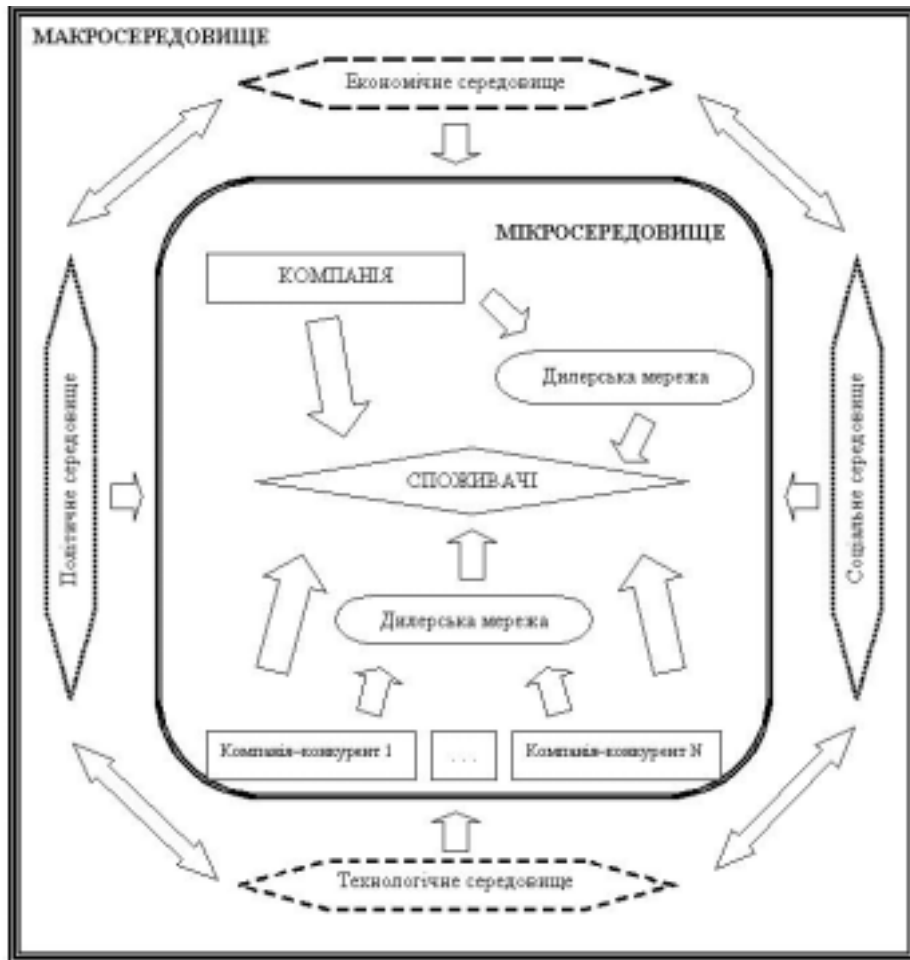 МАКРОСЕРЕДОВИЩЕ
Економічне середовище
МІКРОСЕРЕДОВИЩЕ
КОМПАНІЯ
Дилерська мережа
Політичне середовище
СПОЖИВАЧІ
Соціальне середовище
Дилерська мережа
Компанія–конкурент 1
. . .
Компанія–конкурент N
Технологічне середовище